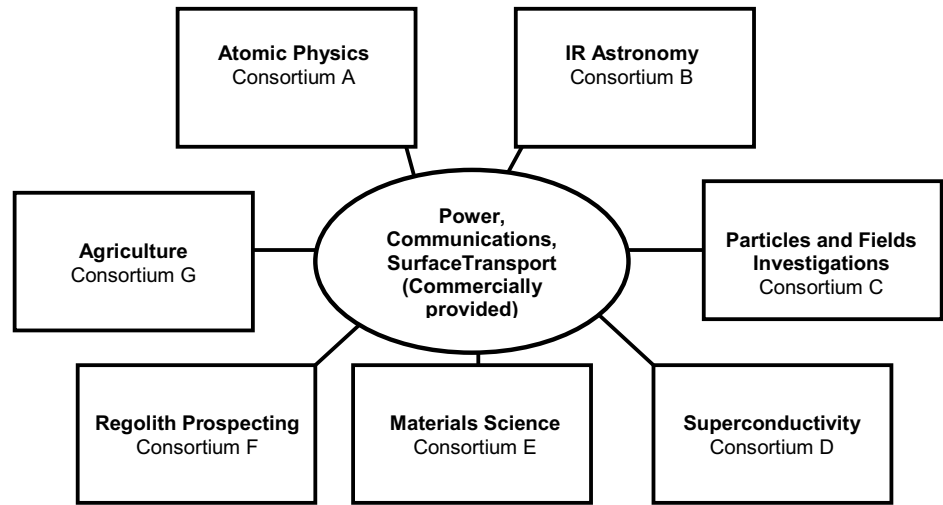 Atomic Physics
Consortium A
IR Astronomy
Consortium B
Power,
Communications,
SurfaceTransport
(Commercially
provided)
Agriculture
Consortium G
Particles and Fields
Investigations
Consortium C
Regolith Prospecting
Consortium F
Materials Science
Consortium E
Superconductivity
Consortium D